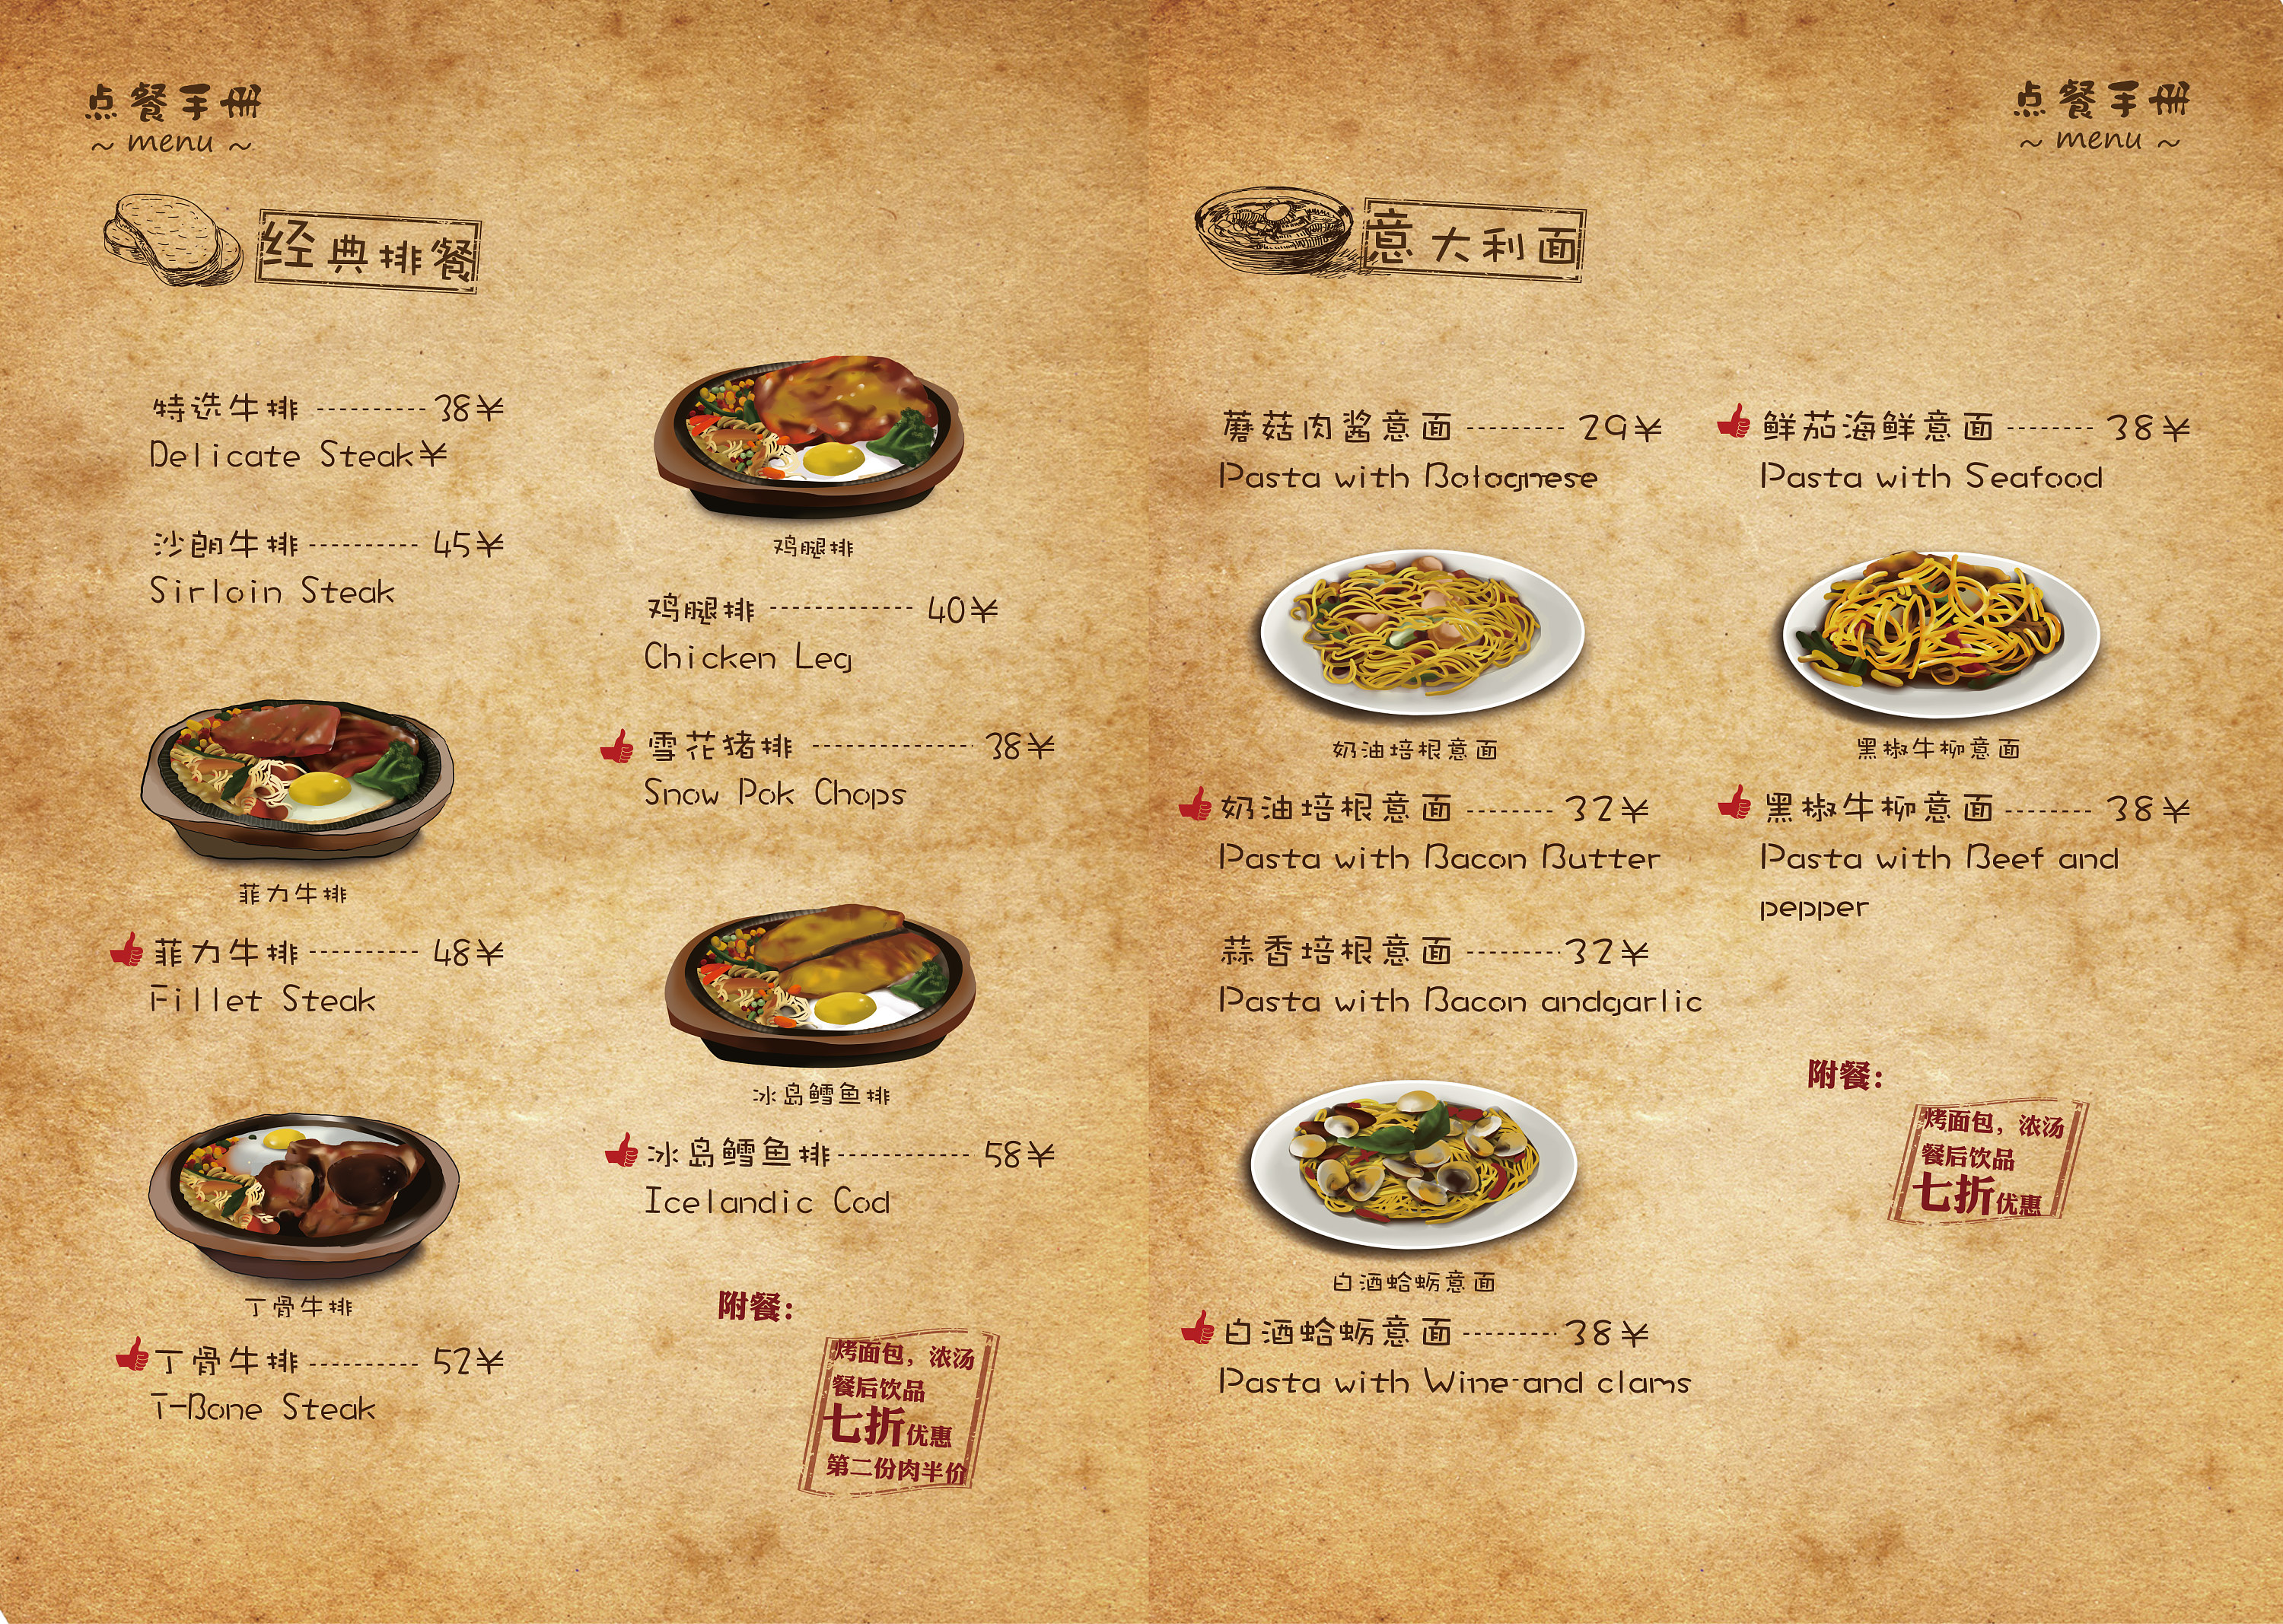 点餐手册
~ menu ~
经典排餐
特选牛排 ---------- 38¥
Delicate Steak¥
沙朗牛排 ---------- 45¥
Sirloin Steak
菲力牛排
菲力牛排 ---------- 48¥
Fillet Steak
丁骨牛排
丁骨牛排 ---------- 52¥
T-Bone Steak
鸡腿排
鸡腿排 ------------- 40¥
Chicken Leg
雪花猪排 --------------- 38¥
Snow Pok Chops
冰岛鳕鱼排
冰岛鳕鱼排 ------------ 58¥
Icelandic Cod
附餐:
烤面包，浓汤
餐后饮品
七折优惠
第二份肉半价
点餐手册
~ menu ~
意大利面
蘑菇肉酱意面 --------- 29¥
Pasta with Bolognese
奶油培根意面
奶油培根意面 -------- 32¥
Pasta with Bacon Butter
蒜香培根意面 --------- 32¥
Pasta with Bacon andgarlic
白酒蛤蛎意面
白酒蛤蛎意面 --------- 38¥
Pasta with Wine-and clams
鲜茄海鲜意面 -------- 38¥
Pasta with Seafood
黑椒牛柳意面
黑椒牛柳意面 -------- 38¥
Pasta with Beef and
pepper
附餐:
烤面包，浓汤
餐后饮品
七折优惠